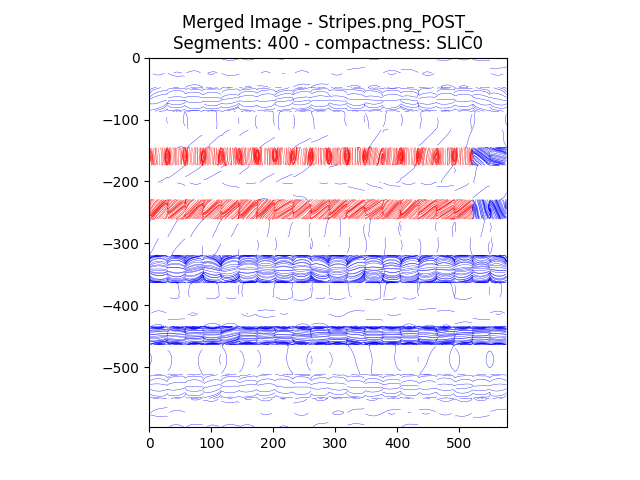 Merged Image - Stripes.png_POST_
Segments: 400 - compactness: SLIC0
0
−100
−200
−300
−400
−500
0 100 200 300 400 500